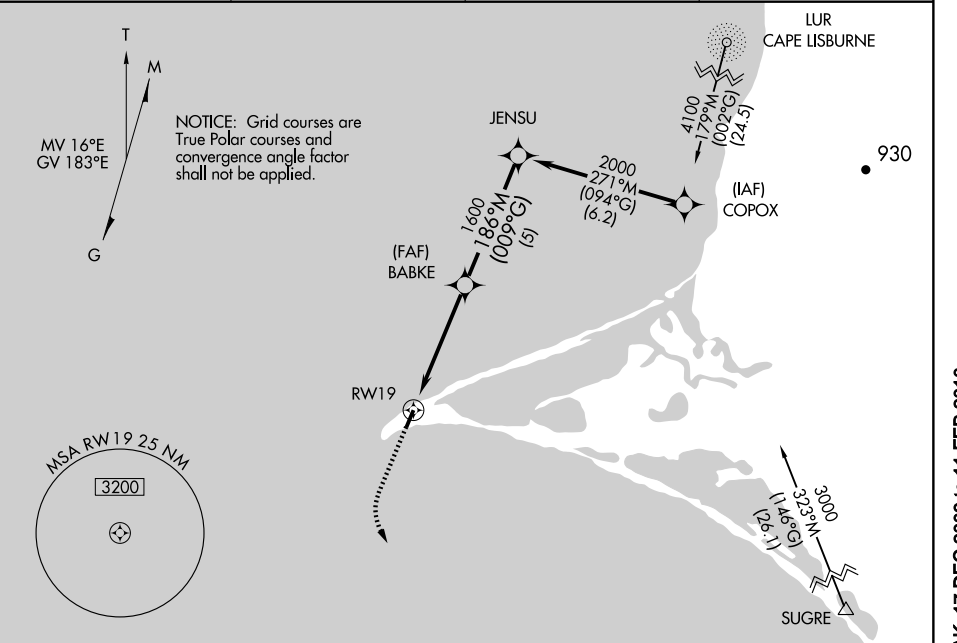 T
M
G
MV 16°E
GV 183°E
NOTICE: Grid courses are
True Polar courses and
convergence angle factor
shall not be applied.
LUR
CAPE LISBURNE
4100
179°M
(002°G)
(24.5)
930
JENSU
2000
271°M
(094°G)
(6.2)
(IAF)
COPOX
1600
186°M
(009°G)
(5)
(FAF)
BABKE
RW19
MSA RW19 25 NM
3200
3000
323°M
(146°G)
(26.1)
SUGRE